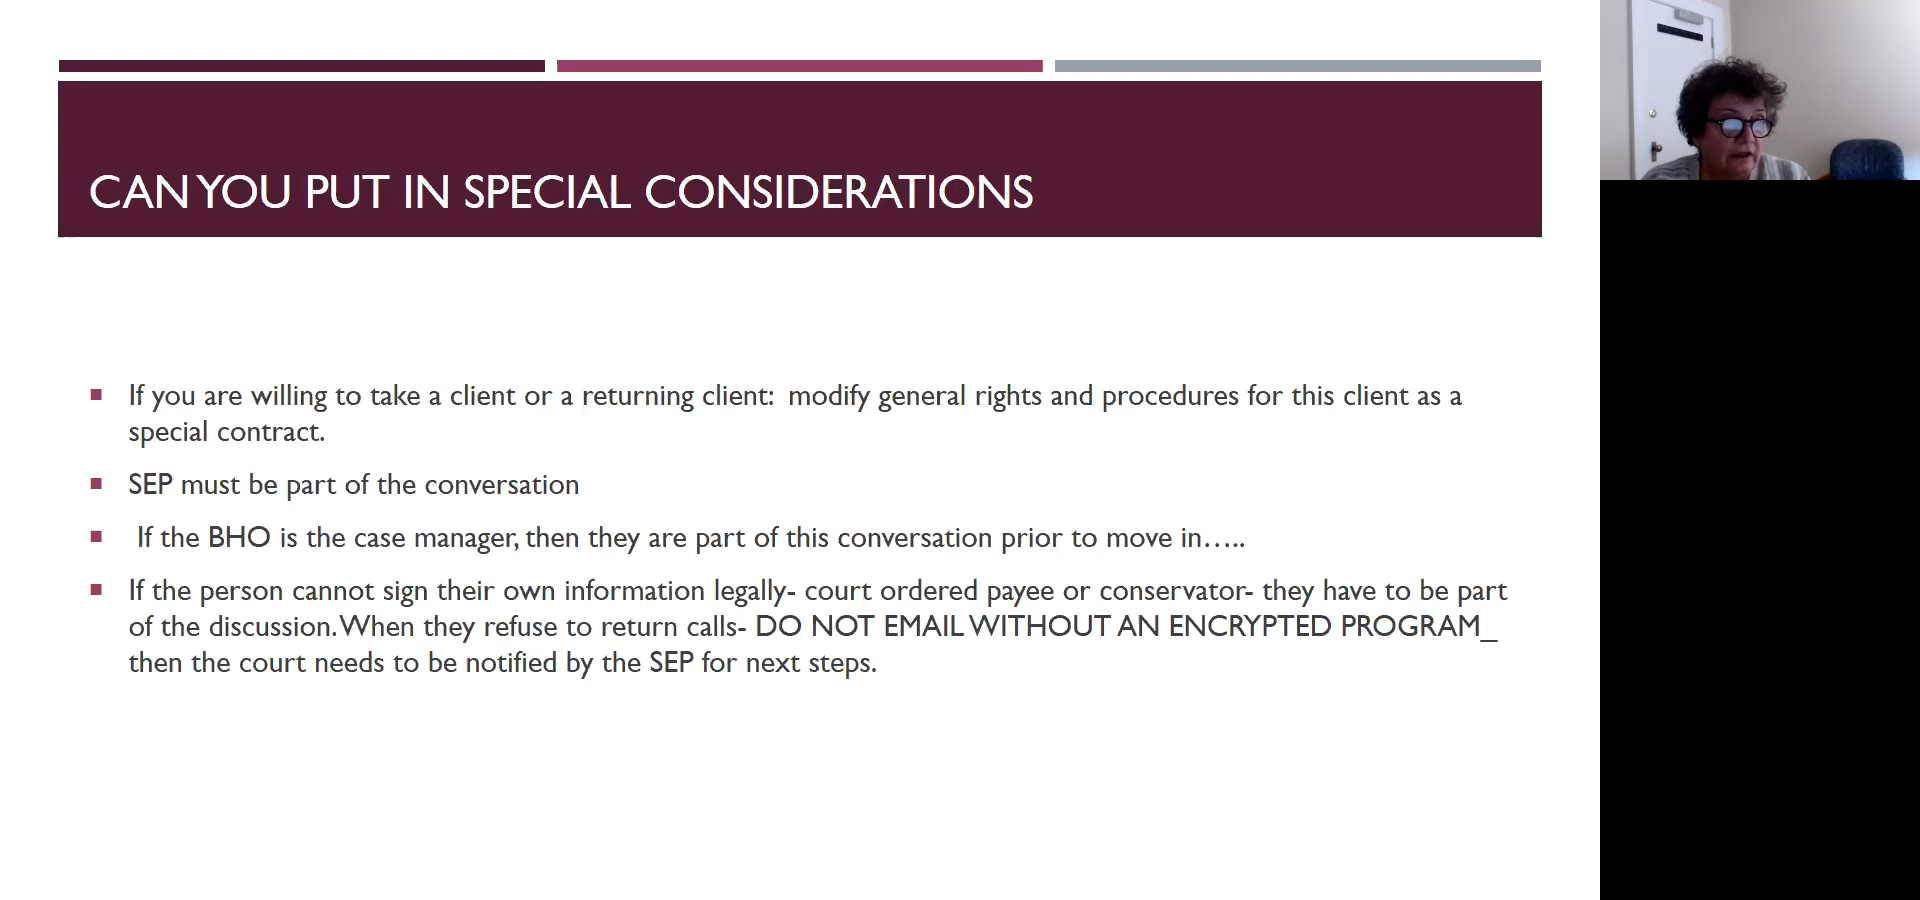 CAN YOU PUT IN SPECIAL CONSIDERATIONS
If you are willing to take a client or a returning client:  modify general rights and procedures for this client as a
special contract.
SEP must be part of the conversation
If the BHO is the case manager, then they are part of this conversation prior to move in…..
If the person cannot sign their own information legally- court ordered payee or conservator- they have to be part
of the discussion. When they refuse to return calls- DO NOT EMAIL WITHOUT AN ENCRYPTED PROGRAM_
then the court needs to be notified by the SEP for next steps.